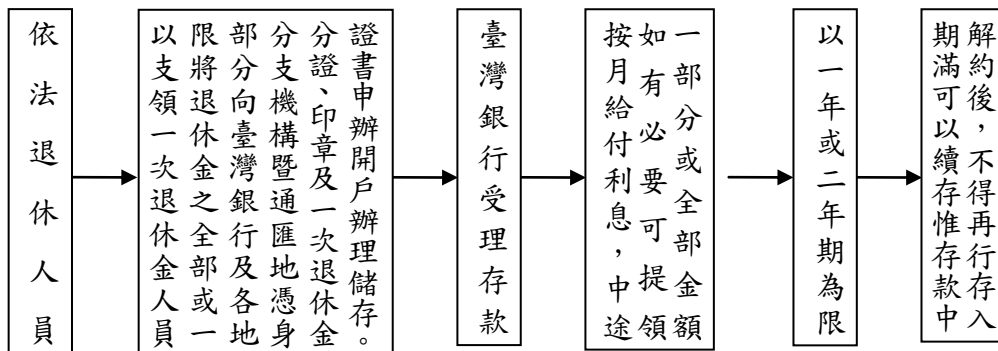 依法退休人員
以支領一次退休金人員
限將退休金之全部或一
部分向臺灣銀行及各地
分支機構暨通匯地憑身
分證、印章及一次退休金
證書申辦開戶辦理儲存。
臺灣銀行受理存款
按月給付利息，中途
如有必要可提領
一部分或全部金額
以一年或二年期為限
期滿可以續存惟存款中
解約後，不得再行存入